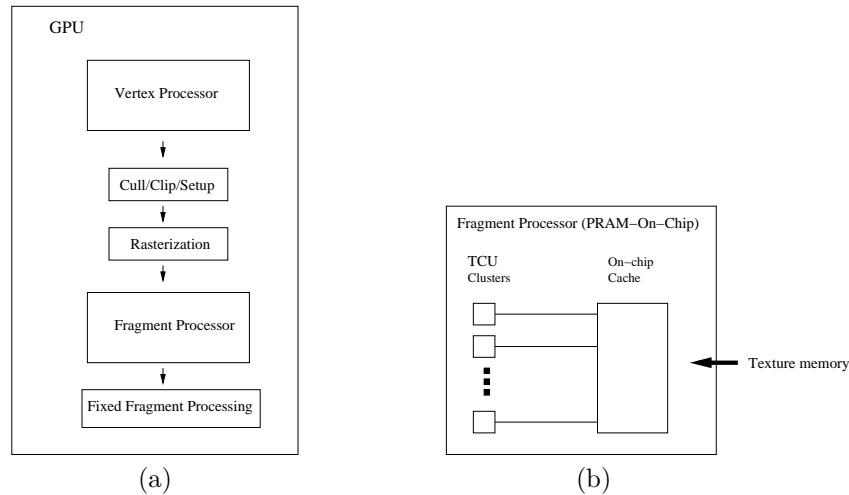 GPU
Vertex Processor
Cull/Clip/Setup
Rasterization
Fragment Processor
Fixed Fragment Processing
(a)
Fragment Processor (PRAM−On−Chip)
TCU
Clusters
On−chip
Cache
Texture memory
(b)